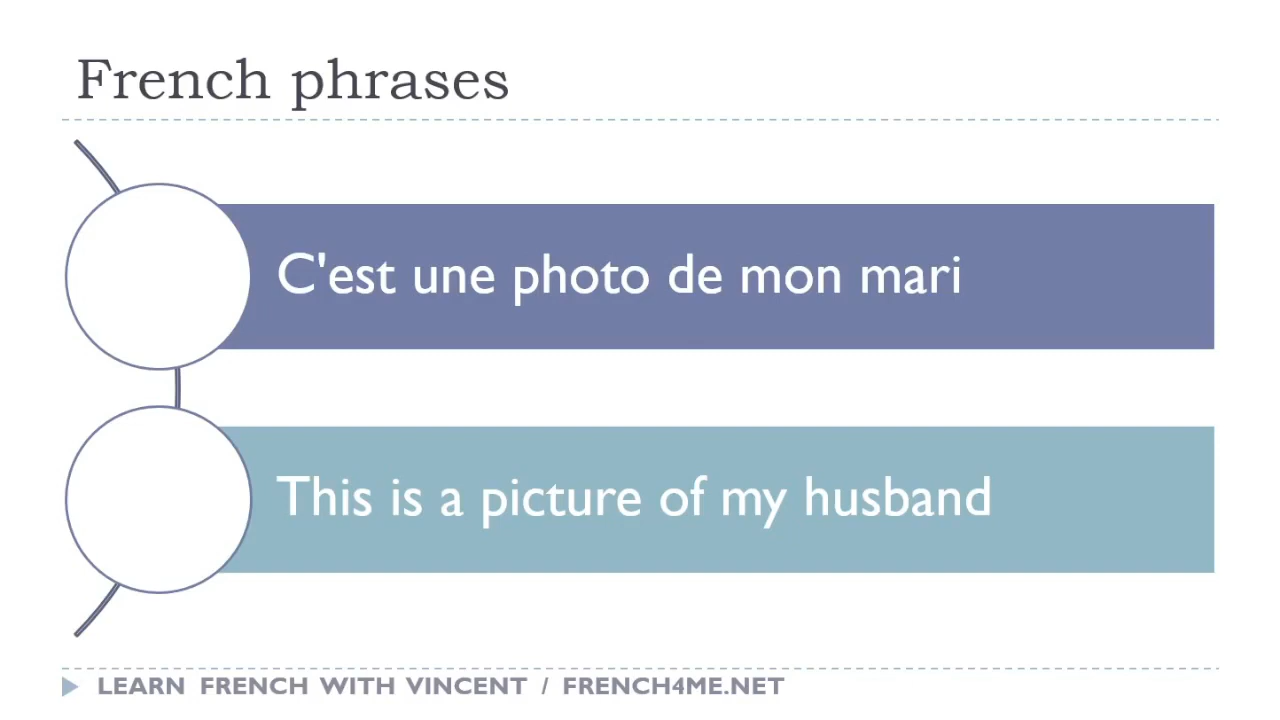 French phrases
C'est une photo de mon mari
This is a picture of my husband
LEARN FRENCH WITH VINCENT / FRENCH4ME.NET